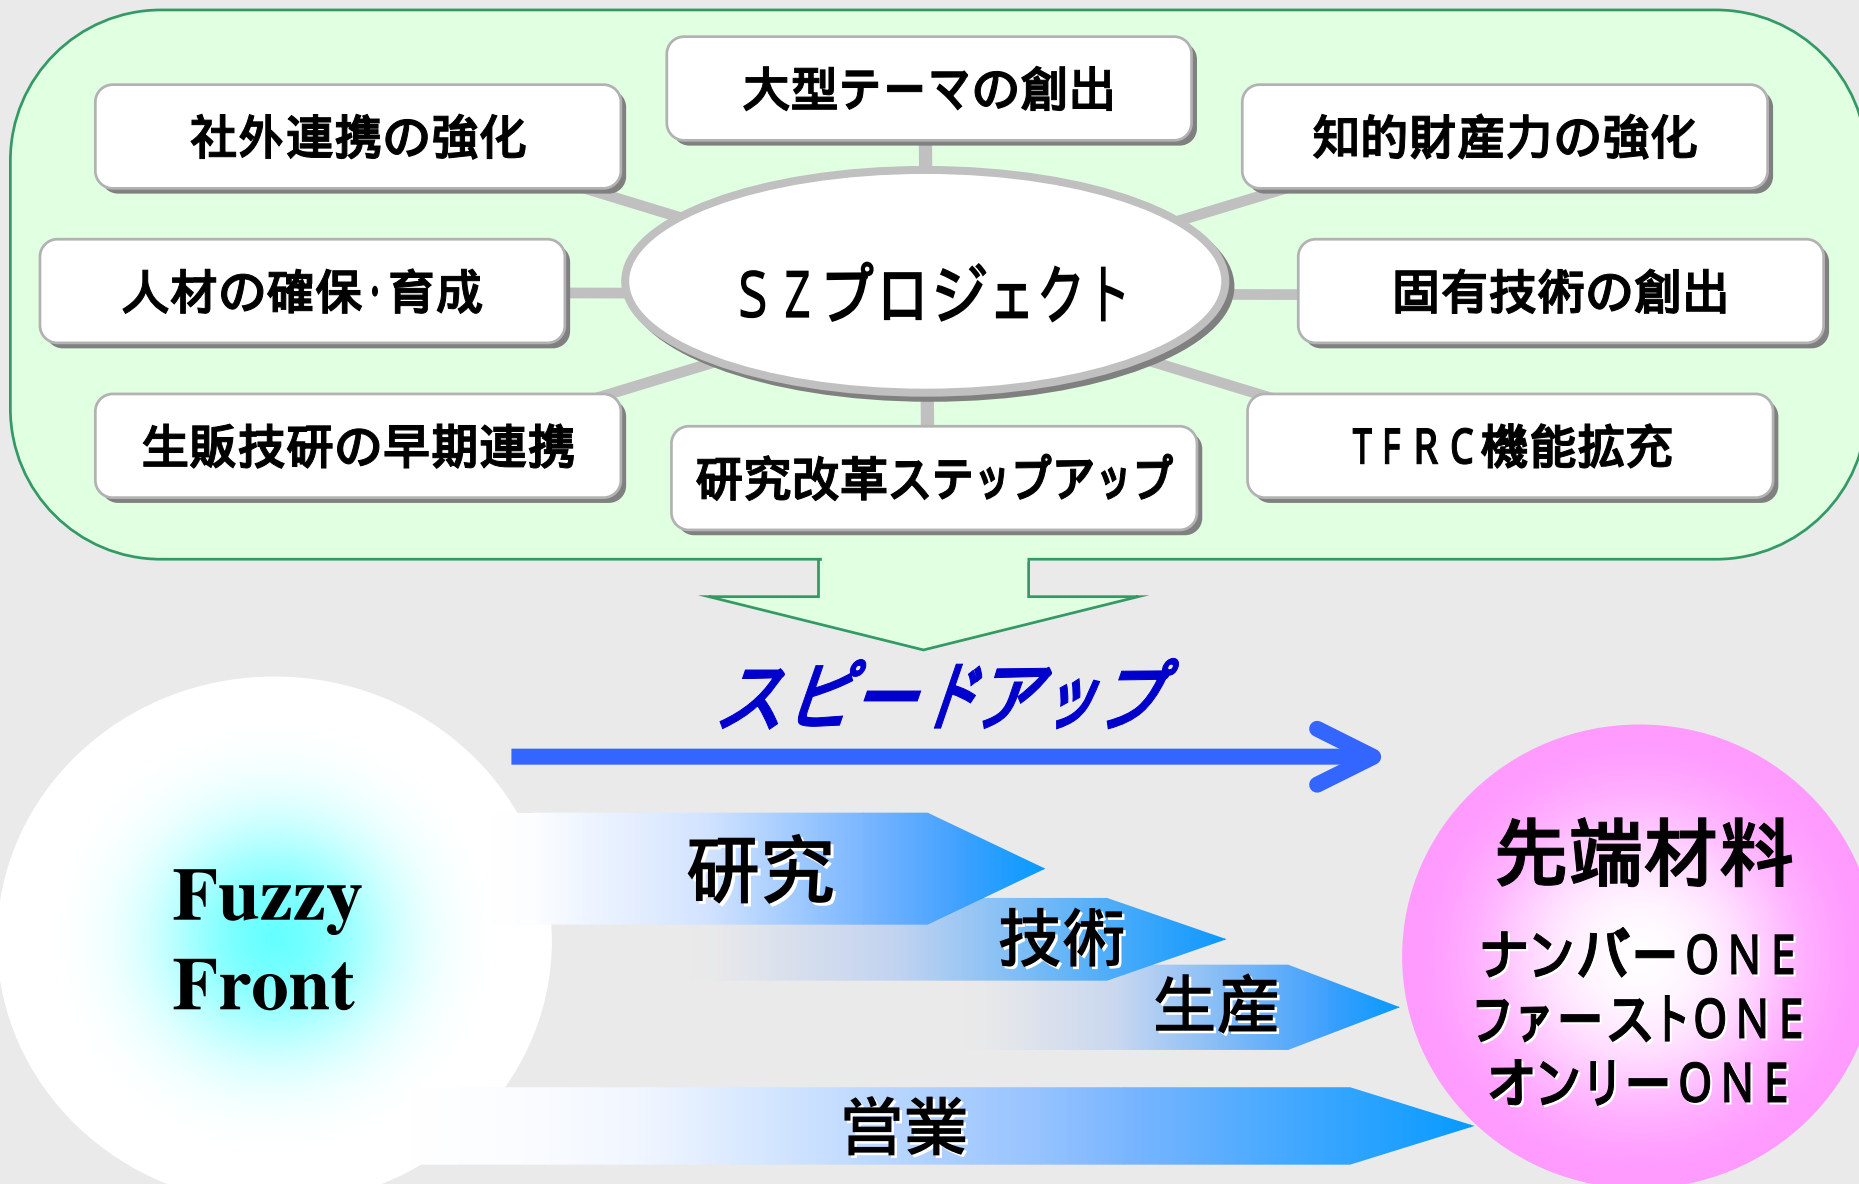 大型テーマの創出
社外連携の強化
知的財産力の強化
人材の確保・育成
ＳＺプロジェクト
固有技術の創出
生販技研の早期連携
研究改革ステップアップ
ＴＦＲＣ機能拡充
スピードアップ
Fuzzy
Front
研究
技術
生産
営業
先端材料
ナンバーＯＮＥ
ファーストＯＮＥ
オンリーＯＮＥ